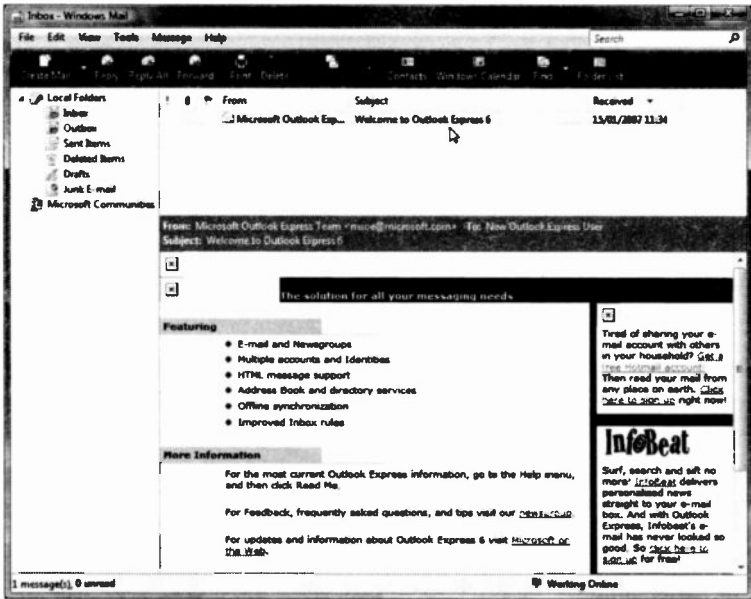 Inbox - Windows Mail
File Edit View Tools Message Help
Search
Create Mail Reply Reply All Forward Print Delete Contacts Windows Calendar Find Folder List
Local Folders
Inbox
Outbox
Sent Items
Deleted Items
Drafts
Junk E-mail
Microsoft Communities
! From Subject Received
Microsoft Outlook Exp... Welcome to Outlook Express 6 15/01/2007 11:34
From: Microsoft Outlook Express Team <msoe@microsoft.com> To: New Outlook Express User
Subject: Welcome to Outlook Express 6
The solution for all your messaging needs
Featuring
E-mail and Newsgroups
Multiple accounts and Identities
HTML message support
Address Book and directory services
Offline synchronization
Improved Inbox rules
More Information
For the most current Outlook Express information, go to the Help menu,
and then click Read Me.
For Feedback, frequently asked questions, and tips visit our newsgroup.
For updates and information about Outlook Express 6 visit Microsoft on
the Web.
Tired of sharing your e-
mail account with others
in your household? Get a
free Hotmail account!
Then read your mail from
any place on earth. Click
here to sign up right now!
InfoBeat
Surf, search and sift no
more! InfoBeat delivers
personalized news
straight to your e-mail
box. And with Outlook
Express, Infobeat's e-
mail has never looked so
good. So click here to
sign up for free!
1 message(s), 0 unread
Working Online